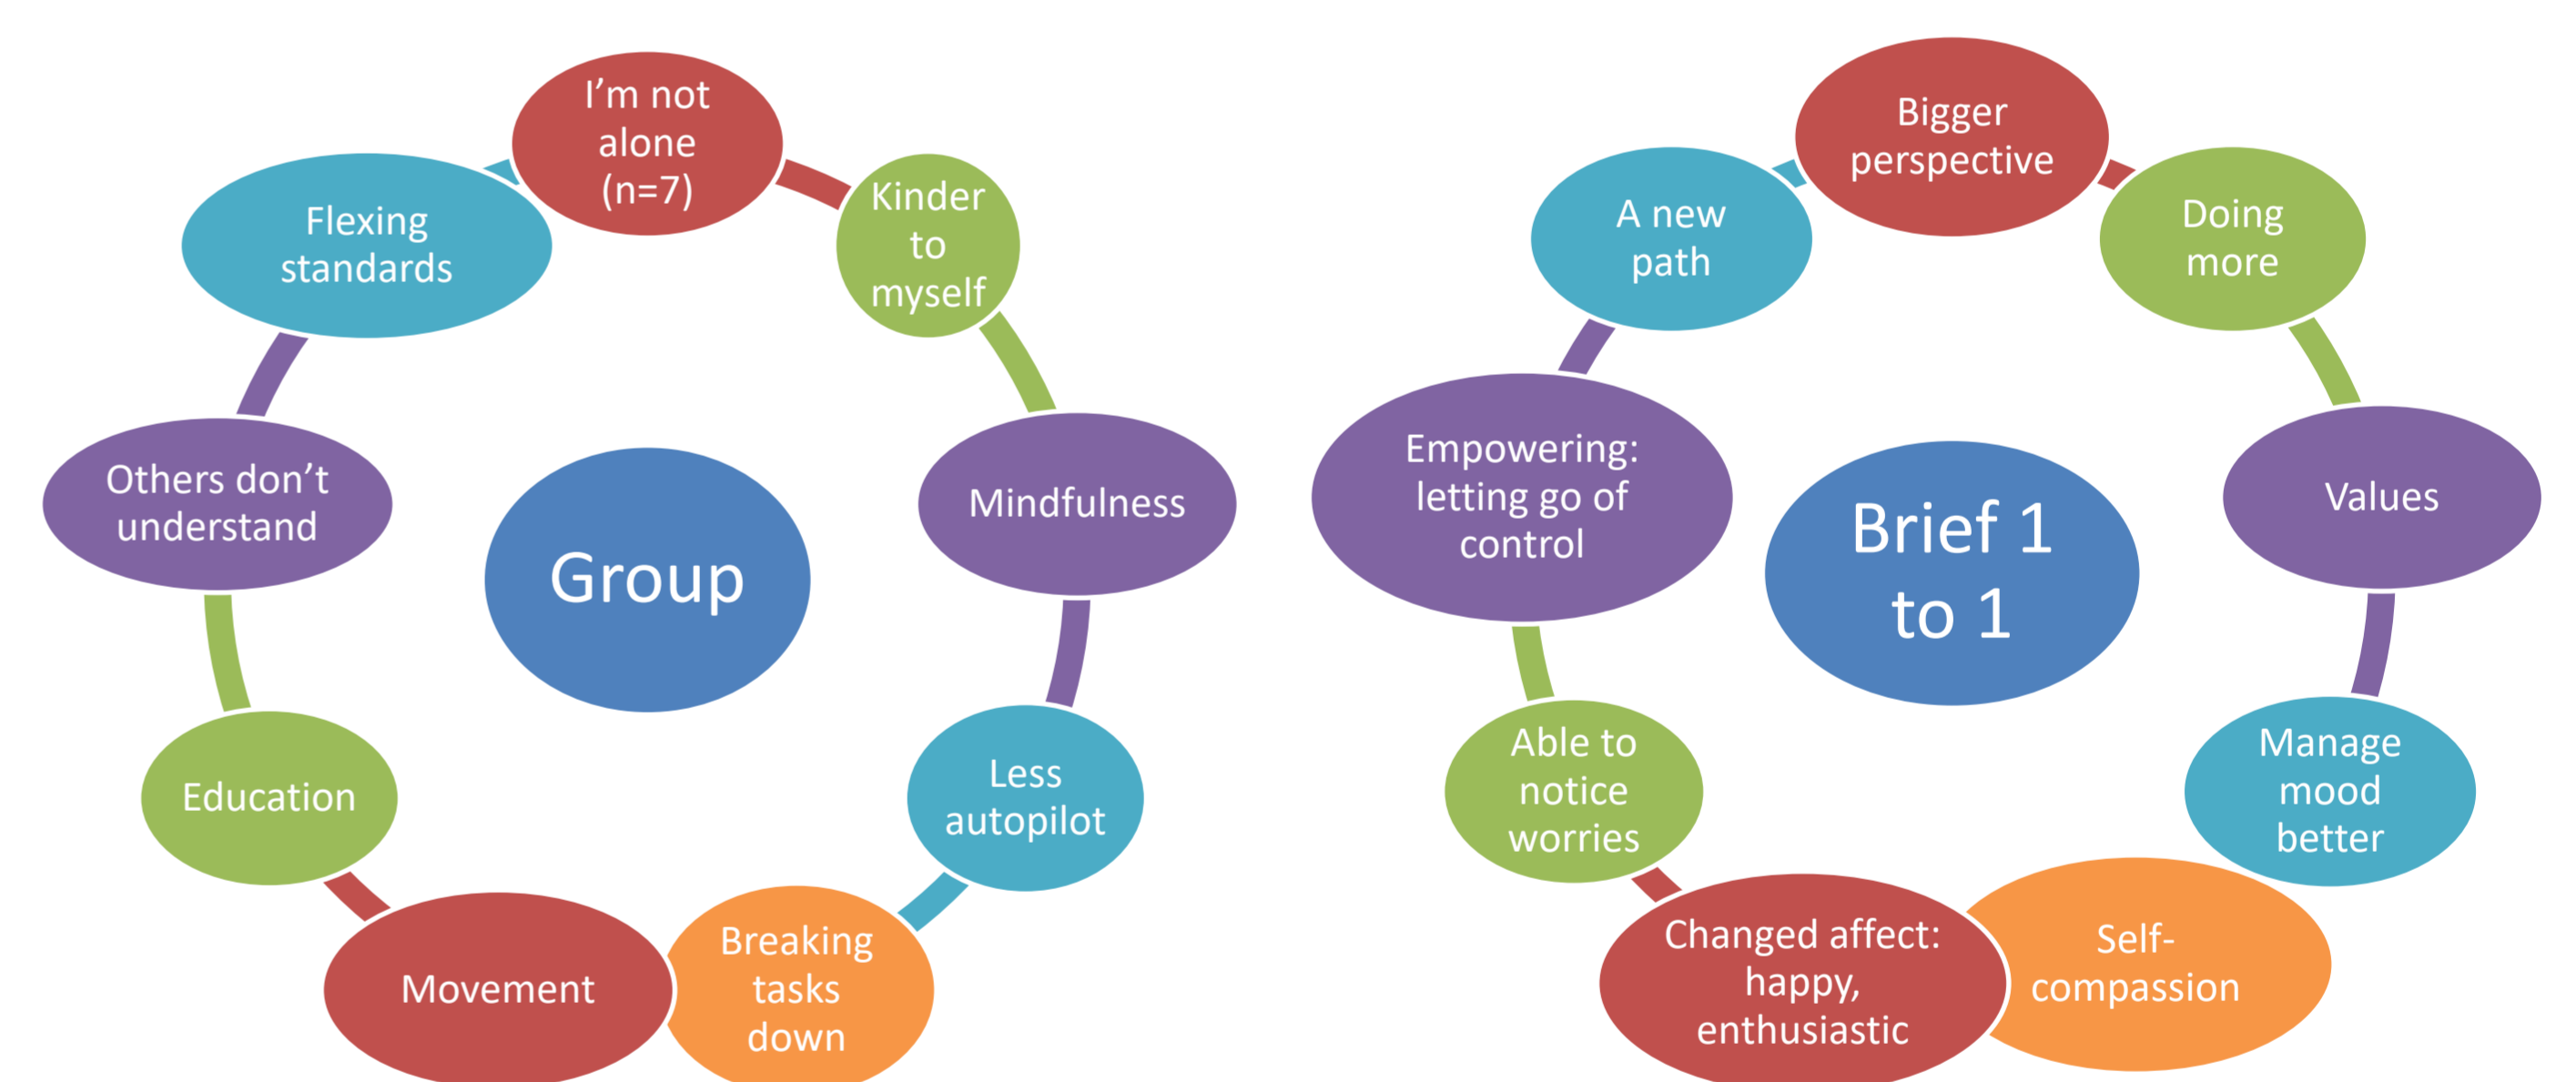 I'm not
alone
(n=7)
Kinder
to
myself
Mindfulness
Less
autopilot
Breaking
tasks
down
Movement
Education
Others don't
understand
Flexing
standards
Group
Bigger
perspective
Doing
more
Values
Manage
mood
better
Self-
compassion
Changed affect:
happy,
enthusiastic
Able to
notice
worries
Empowering:
letting go of
control
A new
path
Brief 1
to 1